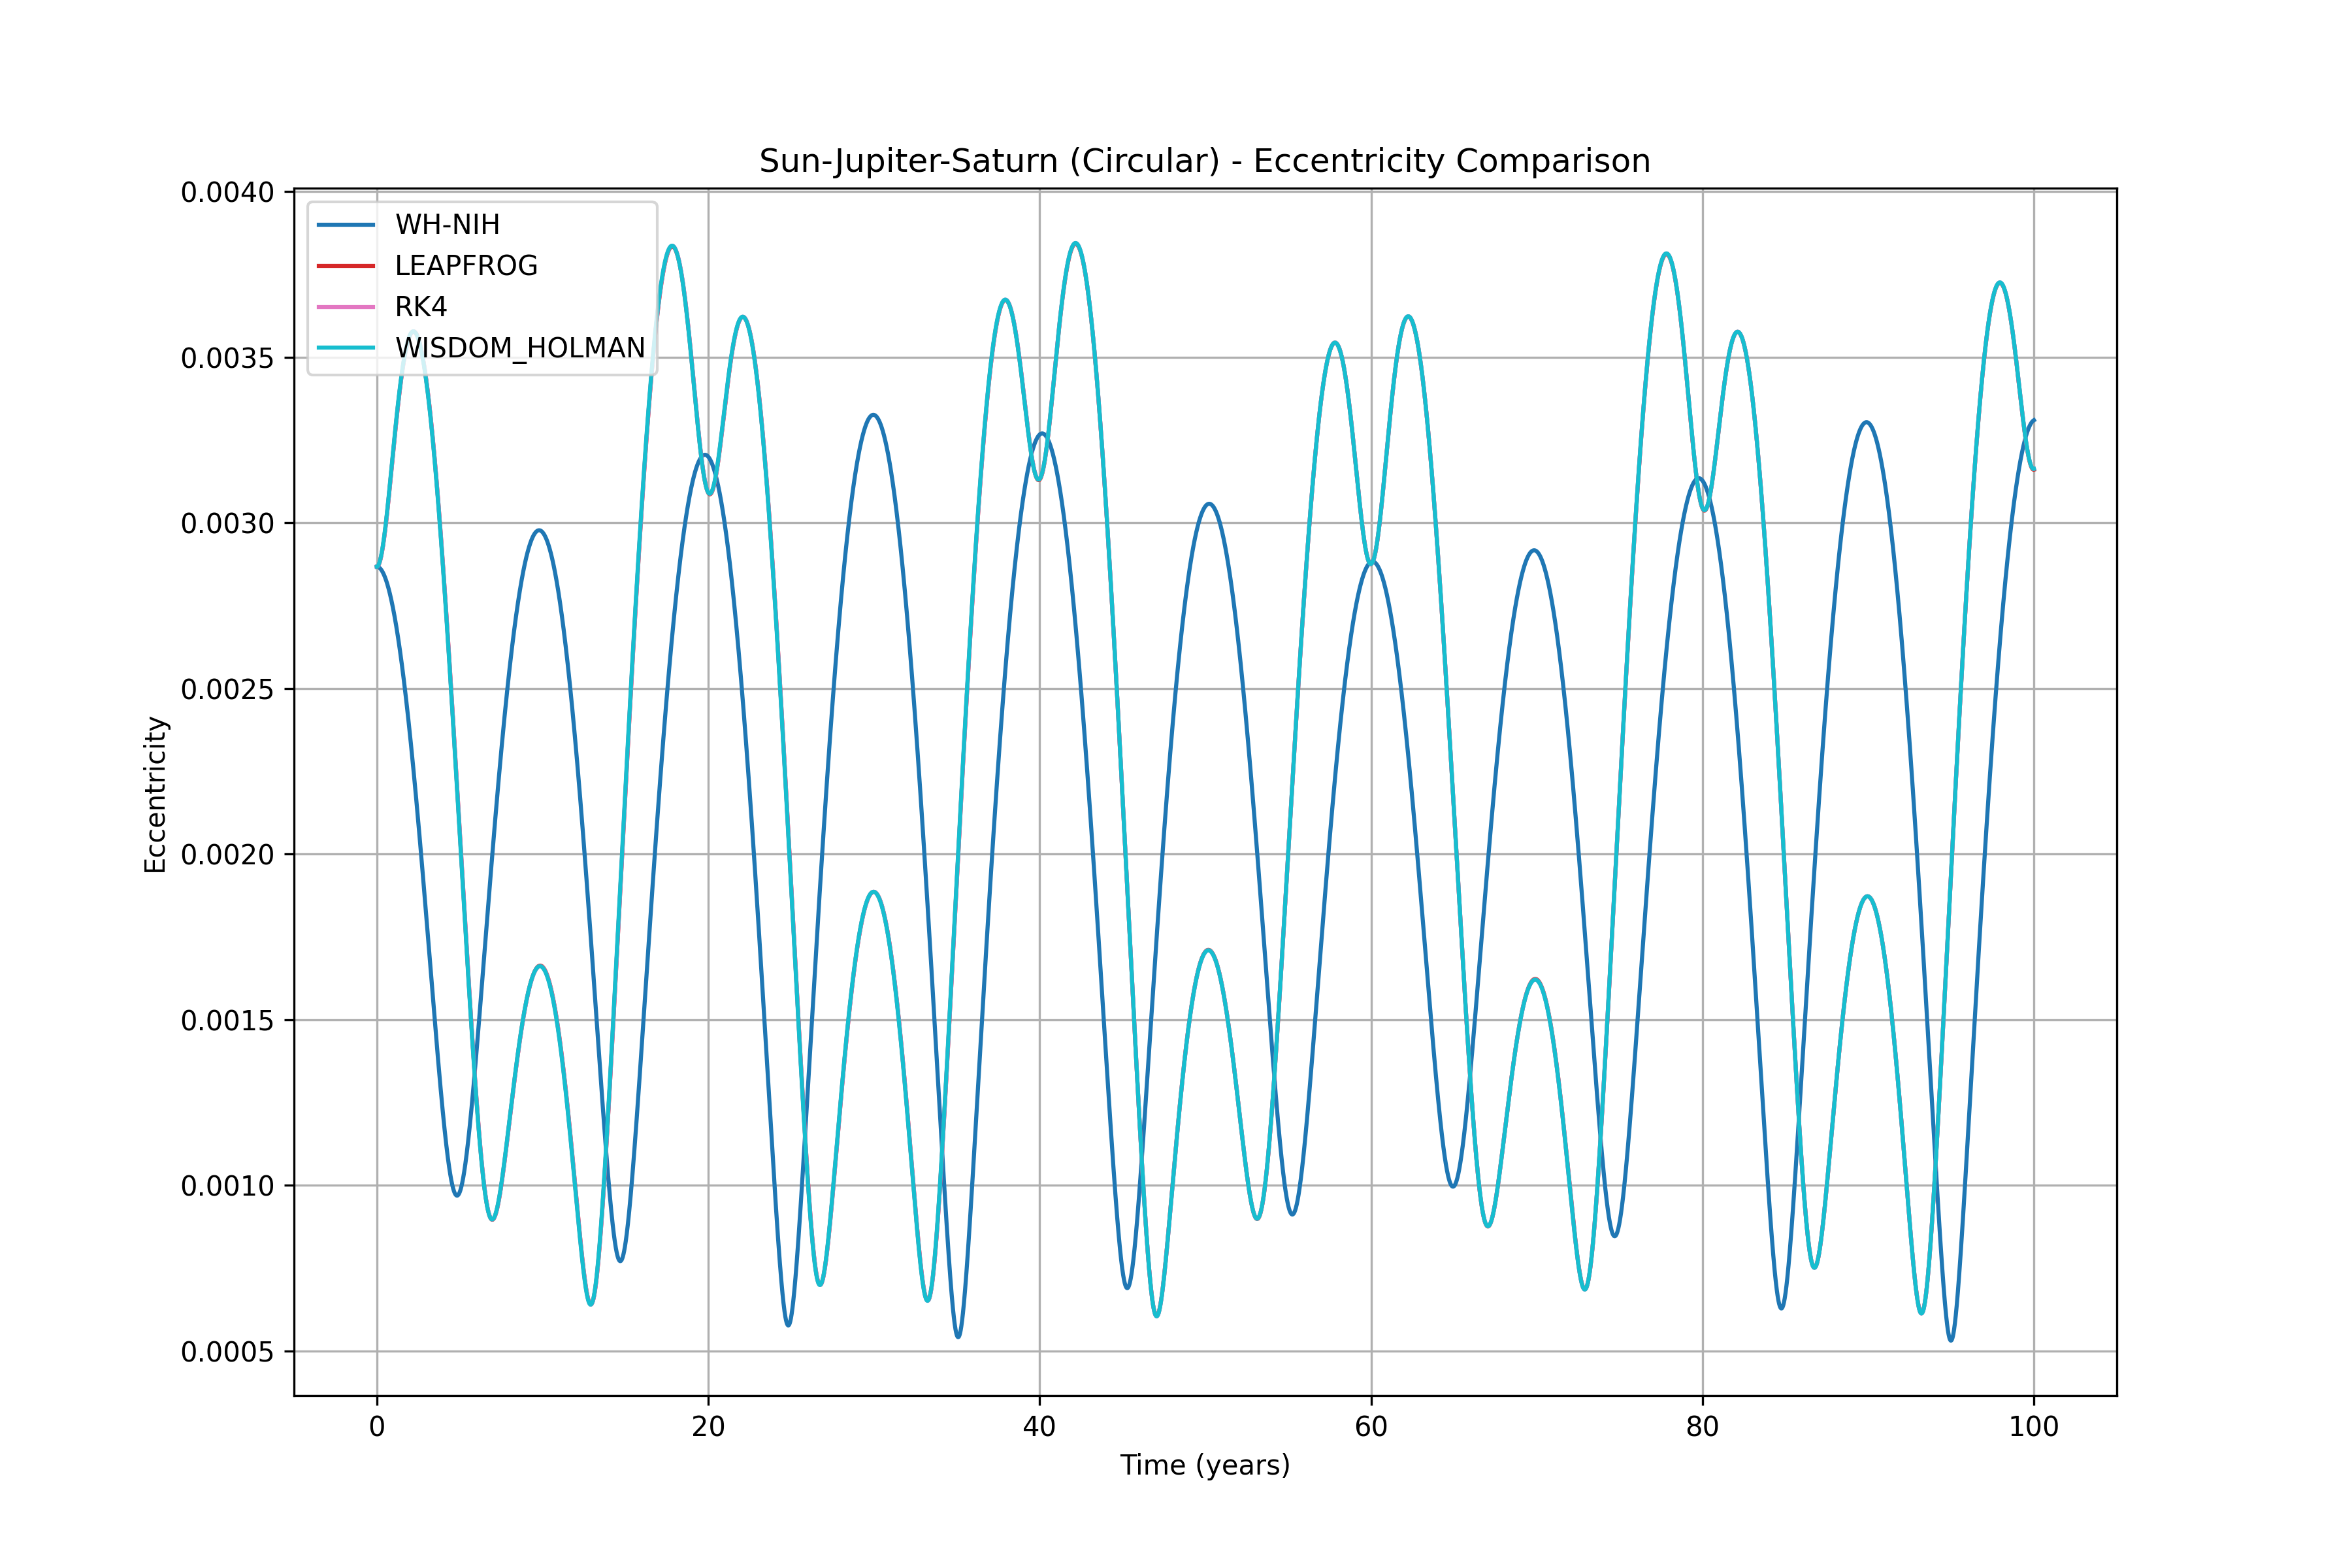 Sun-Jupiter-Saturn (Circular) - Eccentricity Comparison
WH-NIH
LEAPFROG
RK4
WISDOM_HOLMAN
Eccentricity
0.0040
0.0035
0.0030
0.0025
0.0020
0.0015
0.0010
0.0005
0
20
40
60
80
100
Time (years)